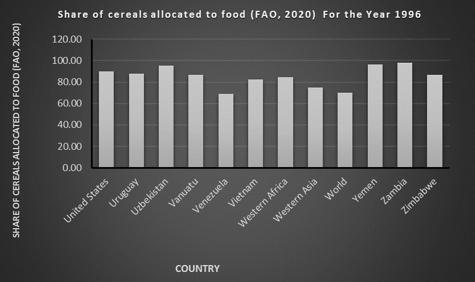 Share of cereals allocated to food (FAO, 2020) For the Year 1996
SHARE OF CEREALS ALLOCATED TO FOOD (FAO, 2020)
120.00
100.00
80.00
60.00
40.00
20.00
0.00
United States
Uruguay
Uzbekistan
Vanuatu
Venezuela
Vietnam
Western Africa
Western Asia
World
Yemen
Zambia
Zimbabwe
COUNTRY